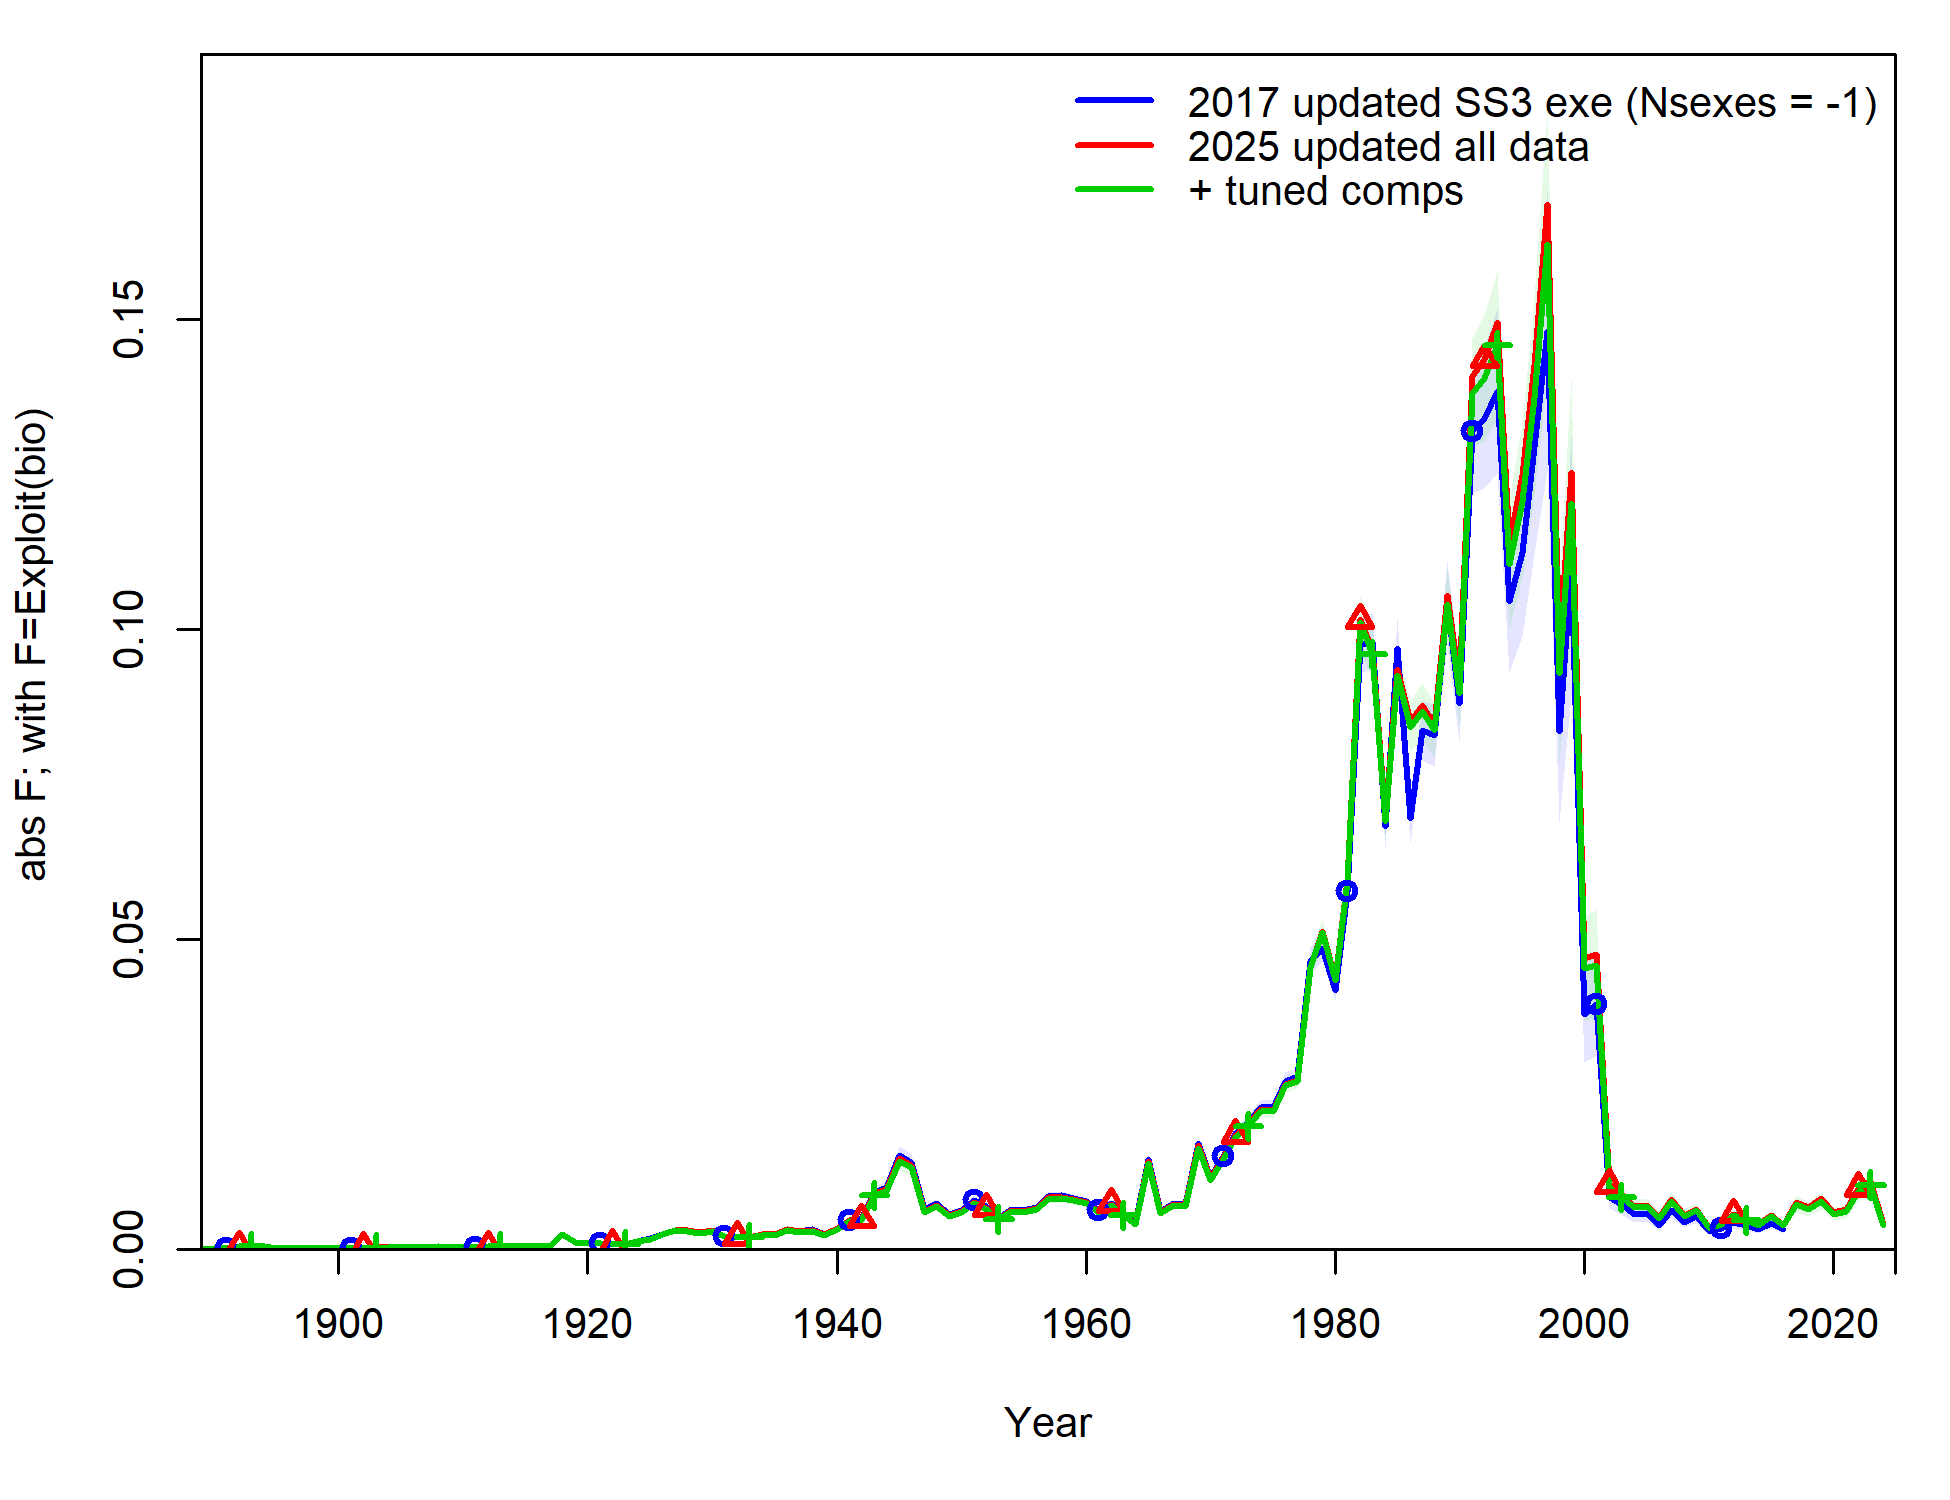 2017 updated SS3 exe (Nsexes = -1)
2025 updated all data
+ tuned comps
abs F; with F=Exploit(bio)
0.15
0.10
0.05
0.00
1900 1920 1940 1960 1980 2000 2020
Year